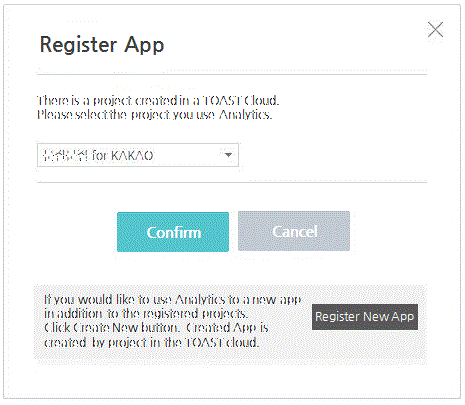 Register App
There is a project created in a TOAST Cloud.
Please select the project you use Analytics.
for KAKAO
Confirm
Cancel
If you would like to use Analytics to a new app
in addition to the registered projects.
Click Create New button. Created App is
created by project in the TOAST cloud.
Register New App